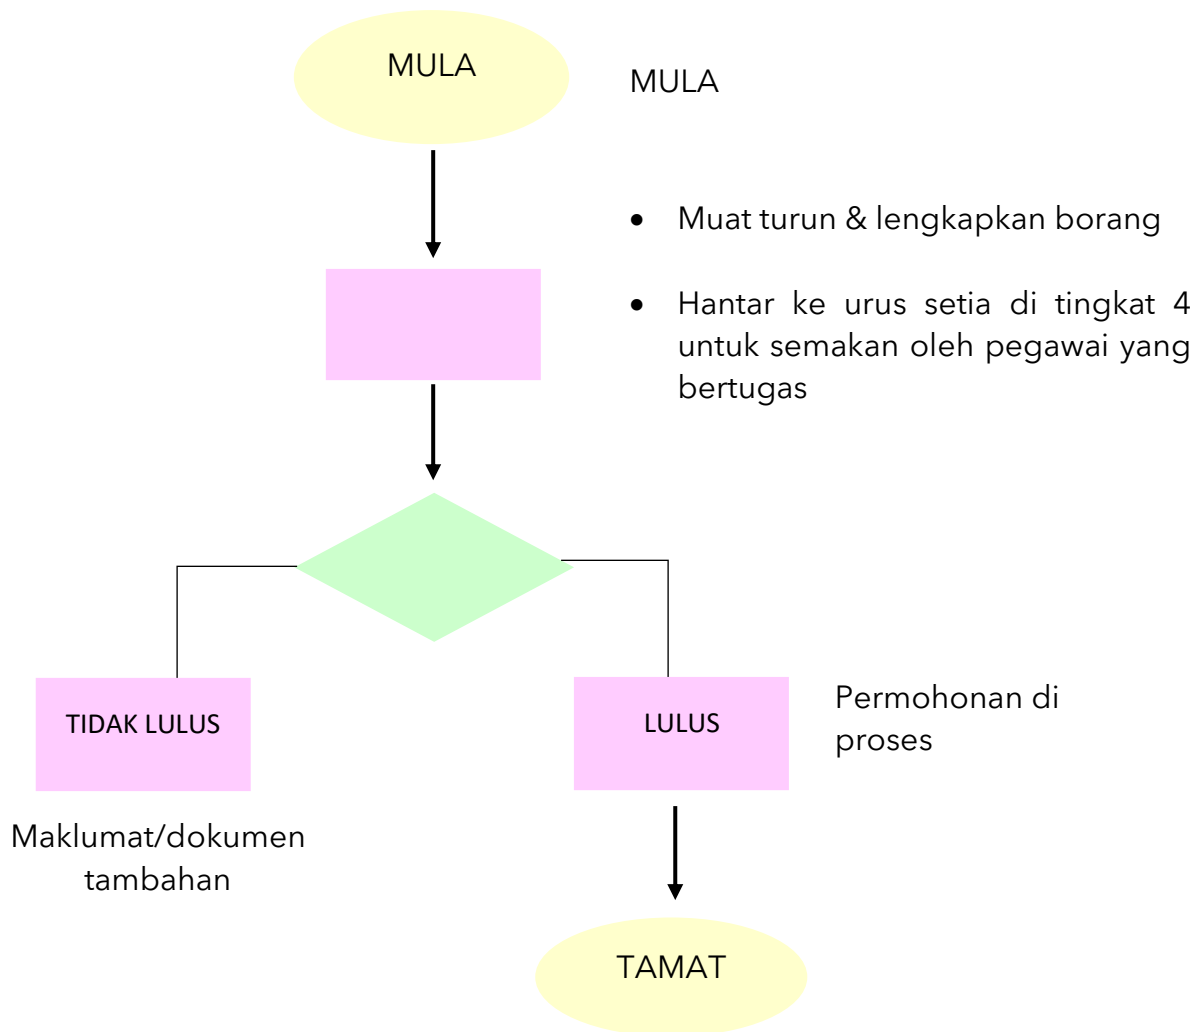 MULA
MULA
• Muat turun & lengkapkan borang
• Hantar ke urus setia di tingkat 4
untuk semakan oleh pegawai yang
bertugas
TIDAK LULUS
LULUS
Permohonan di
proses
Maklumat/dokumen
tambahan
TAMAT